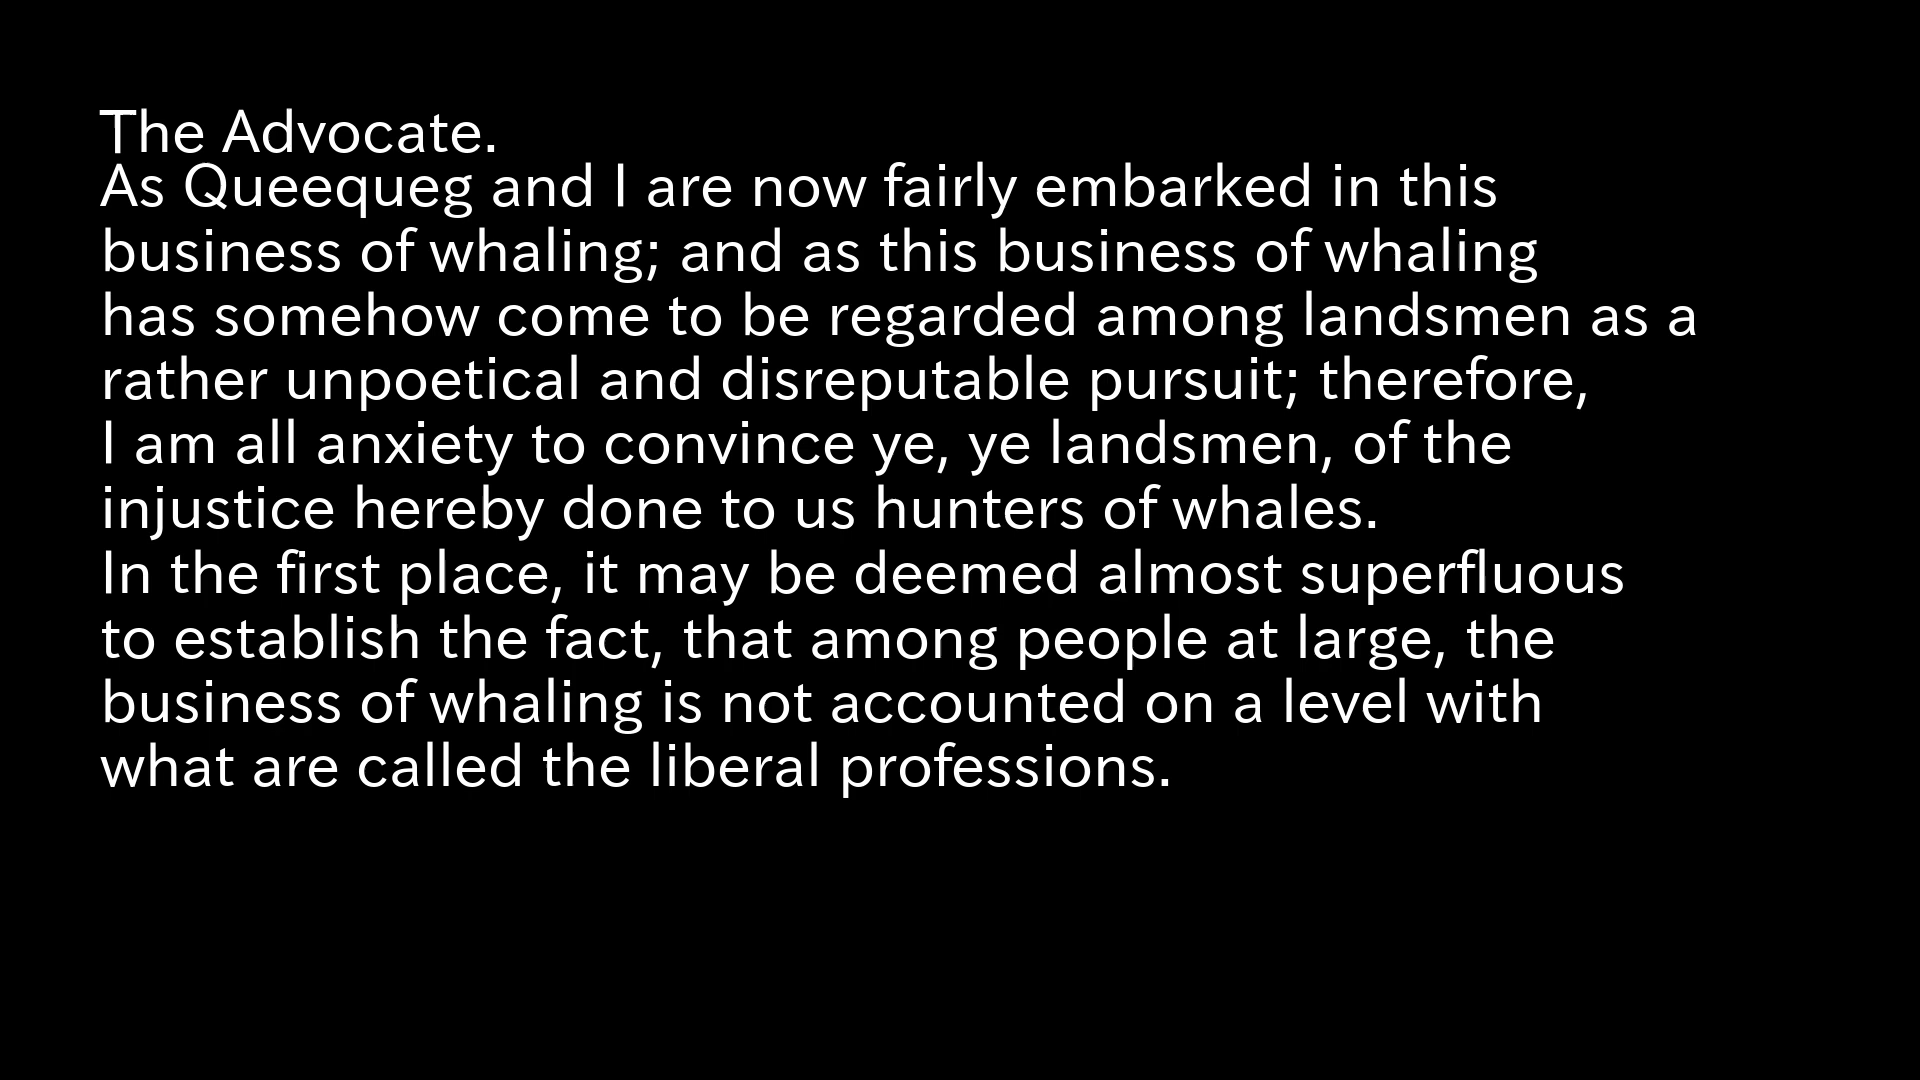 The Advocate.
As Queequeg and I are now fairly embarked in this
business of whaling; and as this business of whaling
has somehow come to be regarded among landsmen as a
rather unpoetical and disreputable pursuit; therefore,
I am all anxiety to convince ye, ye landsmen, of the
injustice hereby done to us hunters of whales.
In the first place, it may be deemed almost superfluous
to establish the fact, that among people at large, the
business of whaling is not accounted on a level with
what are called the liberal professions.